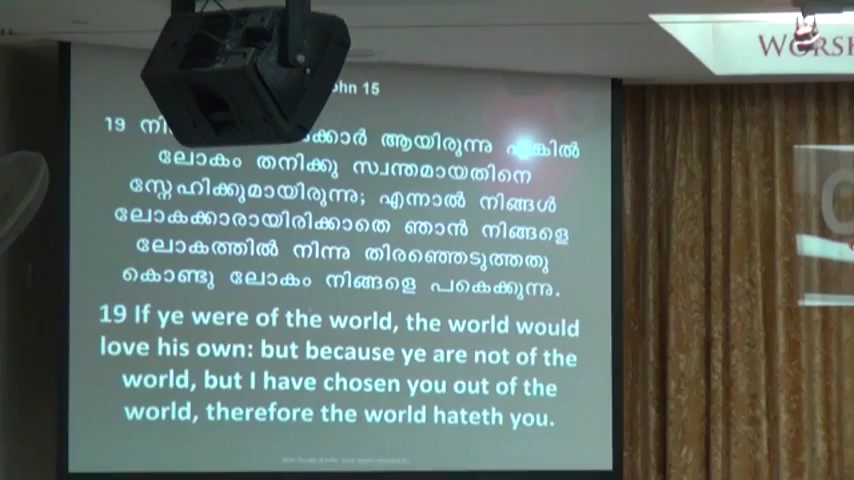 ohn 15
19 ക്കാർ ആയിരുന്നു എങ്കിൽ
ലോകം തനിക്കു സ്വന്തമായതിനെ
സ്നേഹിക്കുമായിരുന്നു; എന്നാൽ നിങ്ങൾ
ലോകക്കാരായിരിക്കാതെ ഞാൻ നിങ്ങളെ
ലോകത്തിൽ നിന്നു തിരഞ്ഞെടുത്തതു
കൊണ്ടു ലോകം നിങ്ങളെ പകെക്കുന്നു.
19 If ye were of the world, the world would
love his own: but because ye are not of the
world, but I have chosen you out of the
world, therefore the world hateth you.
WORSH